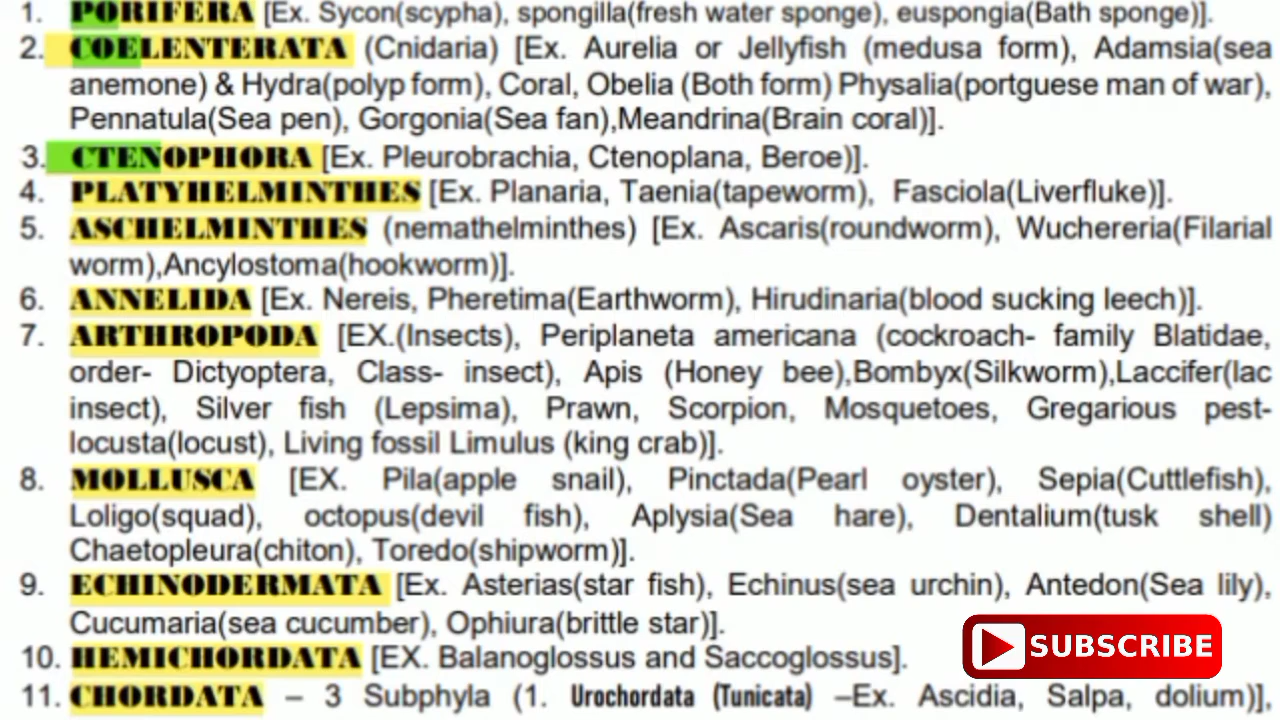 1. PORIFERA [Ex. Sycon(scypha), spongilla(fresh water sponge), euspongia(Bath sponge)].
2. COELENTERATA (Cnidaria) [Ex. Aurelia or Jellyfish (medusa form), Adamsia(sea
anemone) & Hydra(polyp form), Coral, Obelia (Both form) Physalia(portguese man of war),
Pennatula(Sea pen), Gorgonia(Sea fan),Meandrina(Brain coral)].
3. CTENOPHORA [Ex. Pleurobrachia, Ctenoplana, Beroe)].
4. PLATYHELMINTHES [Ex. Planaria, Taenia(tapeworm), Fasciola(Liverfluke)].
5. ASCHELMINTHES (nemathelminthes) [Ex. Ascaris(roundworm), Wuchereria(Filarial
worm),Ancylostoma(hookworm)].
6. ANNELIDA [Ex. Nereis, Pheretima(Earthworm), Hirudinaria(blood sucking leech)].
7. ARTHROPODA [EX.(Insects), Periplaneta americana (cockroach- family Blatidae,
order- Dictyoptera, Class- insect), Apis (Honey bee),Bombyx(Silkworm),Laccifer(lac
insect), Silver fish (Lepsima), Prawn, Scorpion, Mosquetoes, Gregarious pest-
locusta(locust), Living fossil Limulus (king crab)].
8. MOLLUSCA [EX. Pila(apple snail), Pinctada(Pearl oyster), Sepia(Cuttlefish),
Loligo(squad), octopus(devil fish), Aplysia(Sea hare), Dentalium(tusk shell)
Chaetopleura(chiton), Toredo(shipworm)].
9. ECHINODERMATA [Ex. Asterias(star fish), Echinus(sea urchin), Antedon(Sea lily),
Cucumaria(sea cucumber), Ophiura(brittle star)].
SUBSCRIBE
10. HEMICHORDATA [EX. Balanoglossus and Saccoglossus].
11. CHORDATA – 3 Subphyla (1. Urochordata (Tunicata) –Ex. Ascidia, Salpa, dolium)],